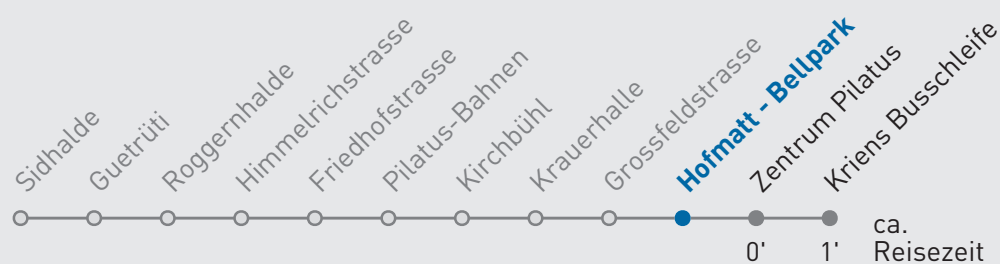 Sidhalde
Guetrüti
Roggernhalde
Himmelrichstrasse
Friedhofstrasse
Pilatus-Bahnen
Kirchbühl
Krauerhalle
Grossfeldstrasse
Hofmatt - Bellpark
Zentrum Pilatus
Kriens Busschleife
0' 1' ca.
Reisezeit